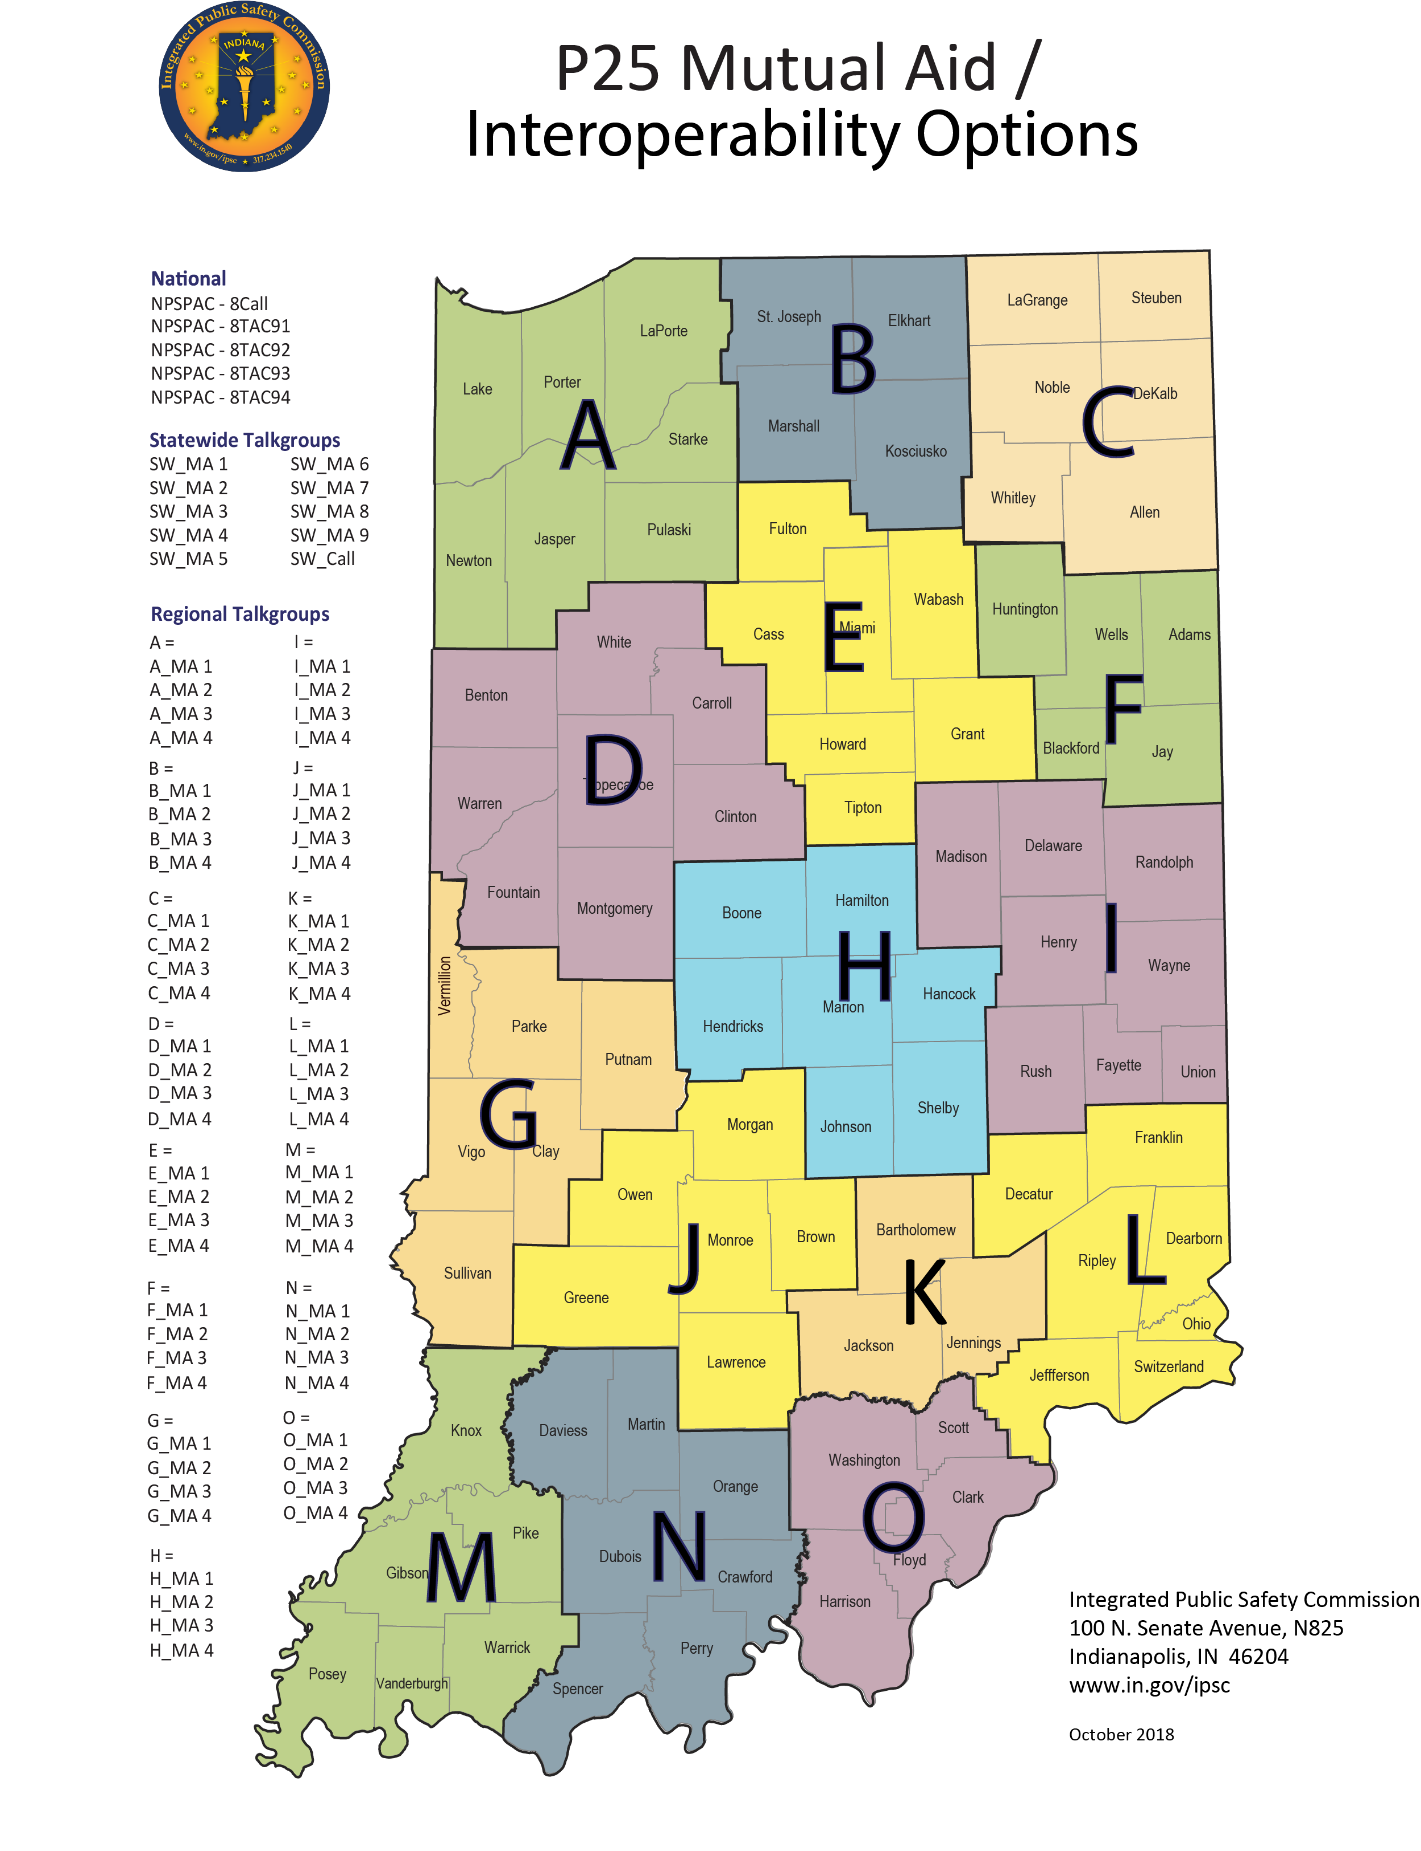 Integrated Public Safety Commission
INDIANA
www.in.gov/ipsc ★ 317.234.1540
P25 Mutual Aid /
Interoperability Options
National
NPSPAC - 8Call
NPSPAC - 8TAC91
NPSPAC - 8TAC92
NPSPAC - 8TAC93
NPSPAC - 8TAC94
Statewide Talkgroups
SW_MA 1 SW_MA 6
SW_MA 2 SW_MA 7
SW_MA 3 SW_MA 8
SW_MA 4 SW_MA 9
SW_MA 5 SW_Call
Regional Talkgroups
A = I =
A_MA 1 I_MA 1
A_MA 2 I_MA 2
A_MA 3 I_MA 3
A_MA 4 I_MA 4
B = J =
B_MA 1 J_MA 1
B_MA 2 J_MA 2
B_MA 3 J_MA 3
B_MA 4 J_MA 4
C = K =
C_MA 1 K_MA 1
C_MA 2 K_MA 2
C_MA 3 K_MA 3
C_MA 4 K_MA 4
D = L =
D_MA 1 L_MA 1
D_MA 2 L_MA 2
D_MA 3 L_MA 3
D_MA 4 L_MA 4
E = M =
E_MA 1 M_MA 1
E_MA 2 M_MA 2
E_MA 3 M_MA 3
E_MA 4 M_MA 4
F = N =
F_MA 1 N_MA 1
F_MA 2 N_MA 2
F_MA 3 N_MA 3
F_MA 4 N_MA 4
G = O =
G_MA 1 O_MA 1
G_MA 2 O_MA 2
G_MA 3 O_MA 3
G_MA 4 O_MA 4
H =
H_MA 1
H_MA 2
H_MA 3
H_MA 4
A
Lake
Porter
LaPorte
Starke
Newton
Jasper
Pulaski
B
St. Joseph
Elkhart
Marshall
Kosciusko
C
LaGrange
Steuben
Noble
DeKalb
Whitley
Allen
D
White
Benton
Carroll
Warren
Tippecanoe
Clinton
Fountain
Montgomery
E
Fulton
Cass
Miami
Wabash
Howard
Grant
Tipton
F
Huntington
Wells
Adams
Blackford
Jay
G
Vermillion
Parke
Putnam
Vigo
Clay
Sullivan
H
Boone
Hamilton
Hendricks
Marion
Hancock
Johnson
Shelby
I
Madison
Delaware
Randolph
Henry
Wayne
Rush
Fayette
Union
J
Morgan
Owen
Monroe
Brown
Greene
Lawrence
K
Bartholomew
Jackson
Jennings
L
Franklin
Decatur
Ripley
Dearborn
Ohio
Jeffferson
Switzerland
M
Knox
Gibson
Pike
Posey
Vanderburgh
Warrick
N
Daviess
Martin
Orange
Dubois
Crawford
Perry
Spencer
O
Washington
Scott
Clark
Floyd
Harrison
Integrated Public Safety Commission
100 N. Senate Avenue, N825
Indianapolis, IN 46204
www.in.gov/ipsc
October 2018